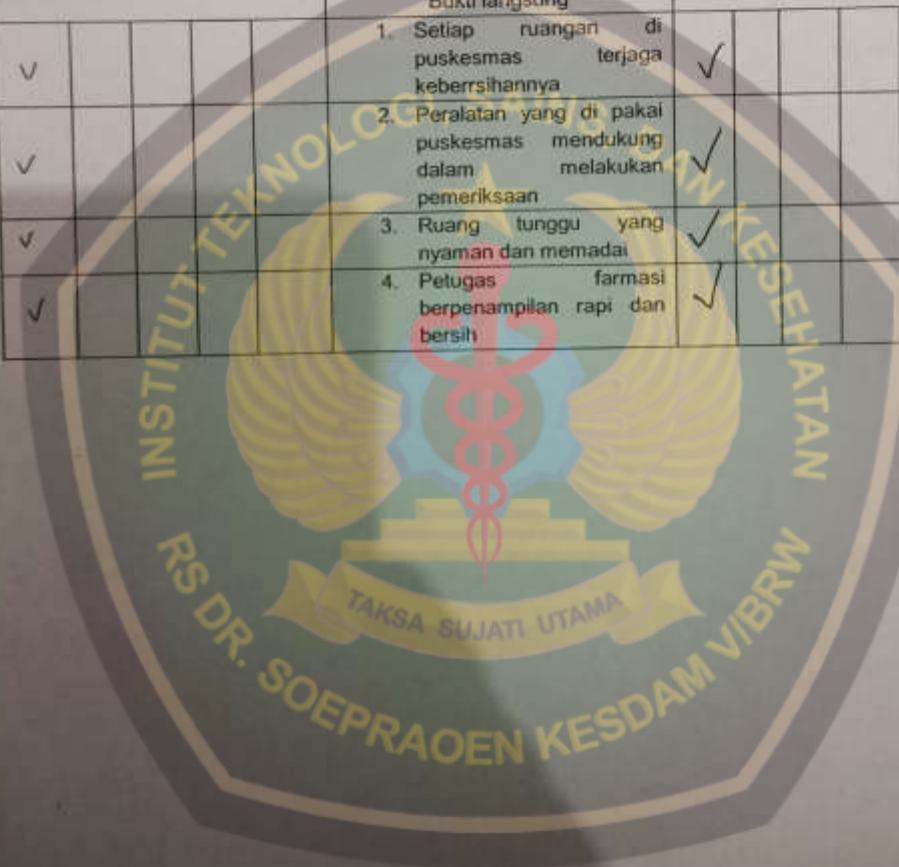 Bukti langsung
✓ 1. Setiap ruangan di ✓
puskesmas terjaga
keberrsihannya
✓ 2. Peralatan yang di pakai ✓
puskesmas mendukung
dalam melakukan
pemeriksaan
✓ 3. Ruang tunggu yang ✓
nyaman dan memadai
✓ 4. Petugas farmasi ✓
berpenampilan rapi dan
bersih
INSTITUT TEKNOLOGI, SAINS, DAN KESEHATAN
TAKSA SUJATI UTAMA
RS DR. SOEPRAOEN KESDAM V/BRW